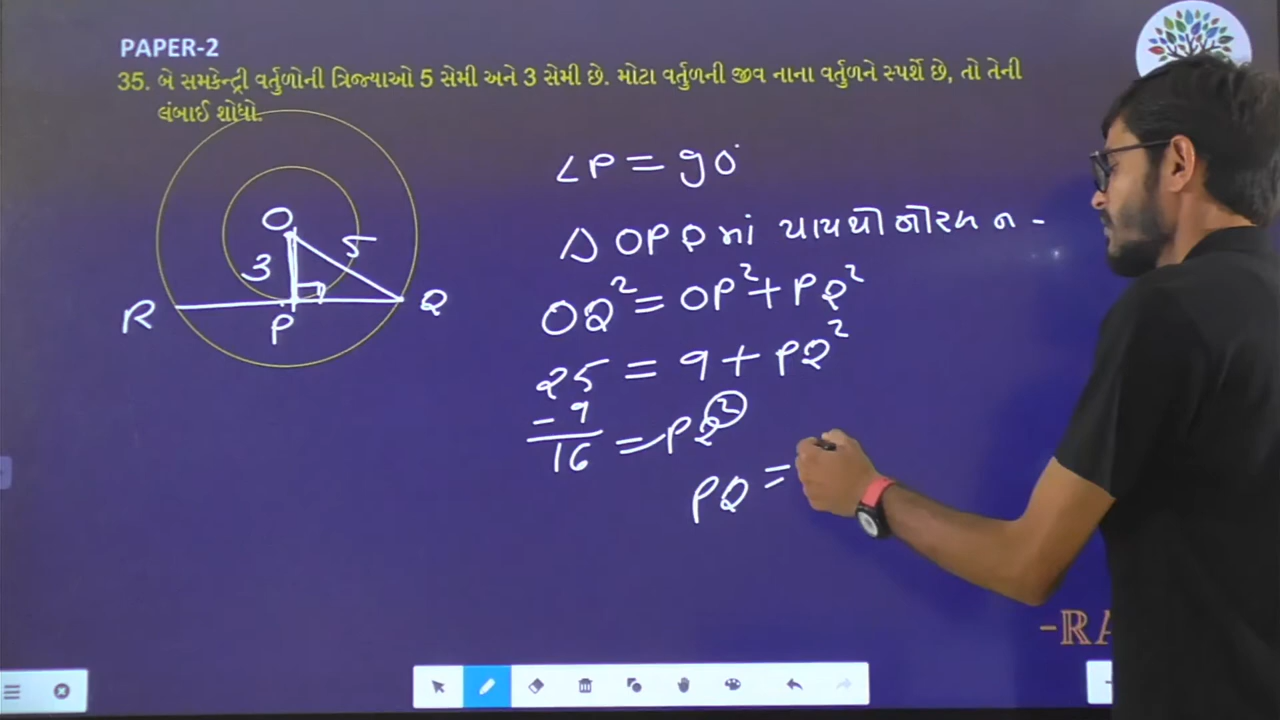 PAPER-2
35. બે સમકેન્દ્રી વર્તુળોની ત્રિજ્યાઓ 5 સેમી અને 3 સેમી છે. મોટા વર્તુળની જીવ નાના વર્તુળને સ્પર્શે છે, તો તેની
લંબાઈ શોધો.
O
3
5
R
P
Q
∠P = 90°
Δ OPQ માં પાયથાગોરસ
OQ² = OP² + PQ²
25 = 9 + PQ²
- 9
16 = PQ²
PQ =
-RA